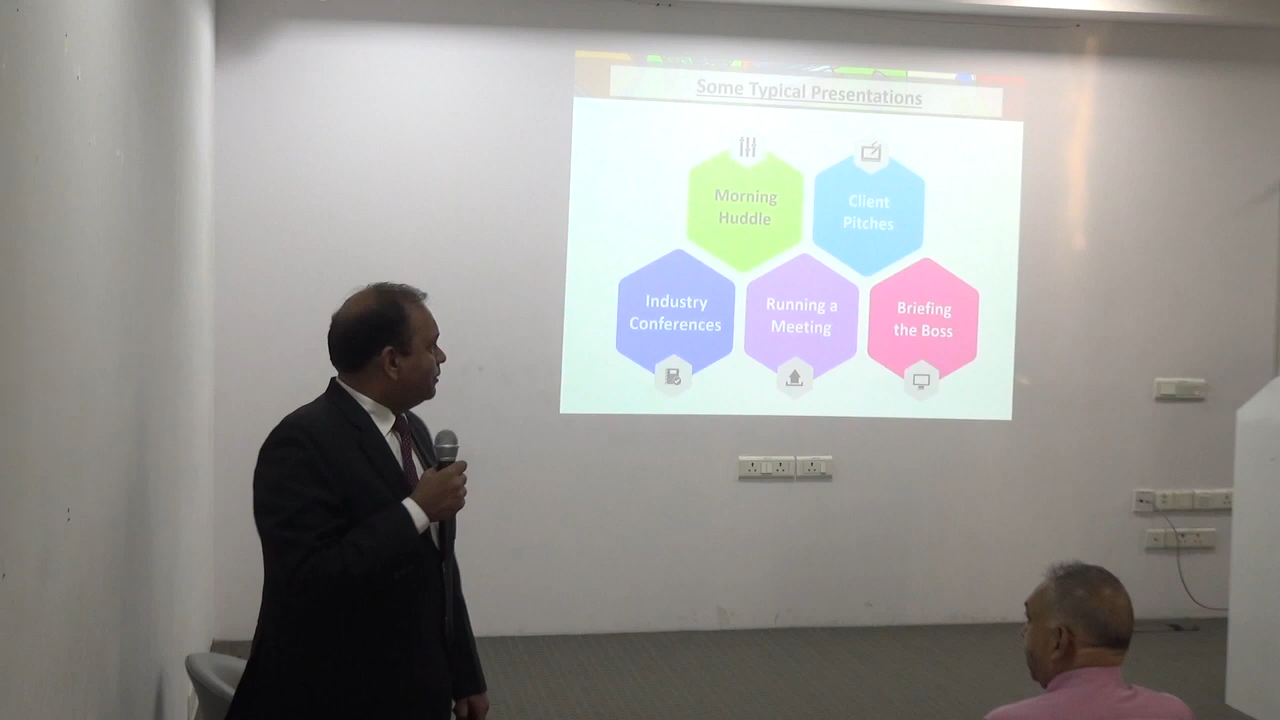 Some Typical Presentations
Morning
Huddle
Client
Pitches
Industry
Conferences
Running a
Meeting
Briefing
the Boss